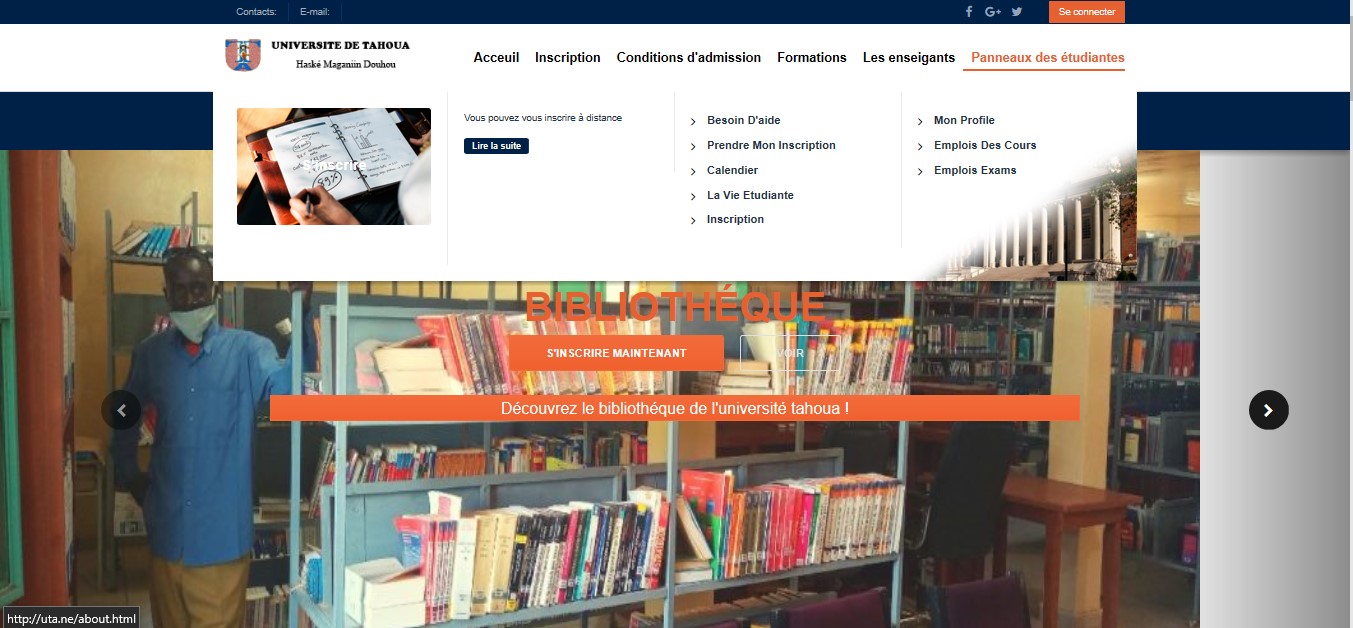 Contacts:
E-mail:
Se connecter
UNIVERSITE DE TAHOUA
Haské Maganiin Douhou
Acceuil
Inscription
Conditions d'admission
Formations
Les enseigants
Panneaux des étudiantes
S'inscrire
89%
Vous pouvez vous inscrire à distance
Lire la suite
Besoin D'aide
Prendre Mon Inscription
Calendier
La Vie Etudiante
Inscription
Mon Profile
Emplois Des Cours
Emplois Exams
BIBLIOTHÉQUE
S'INSCRIRE MAINTENANT
VOIR
Découvrez le bibliothéque de l'université tahoua !
http://uta.ne/about.html